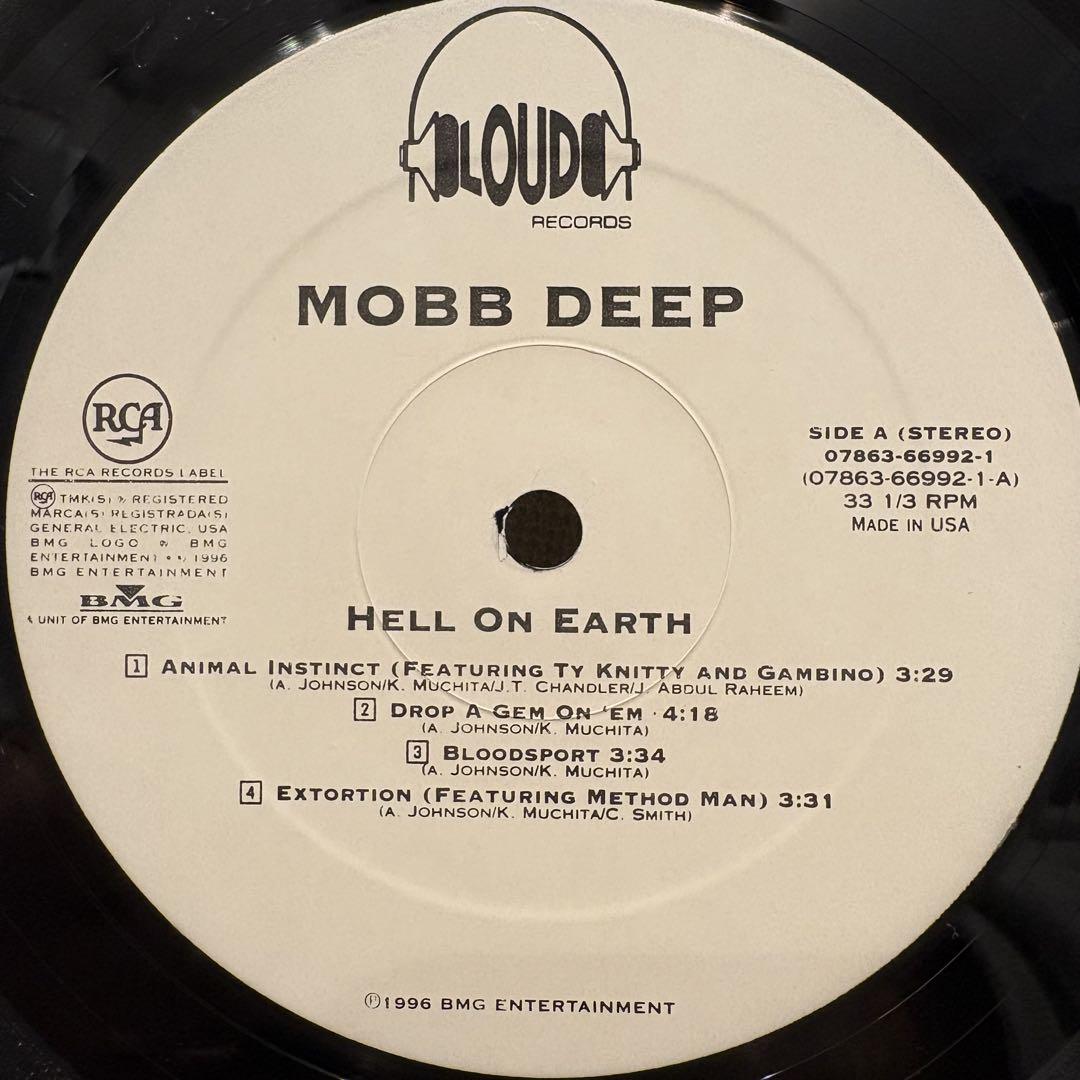 LOUD
RECORDS
MOBB DEEP
RCA
THE RCA RECORDS LABEL
RCA TMK(S) ® REGISTERED
MARCA(S) REGISTRADA(S)
GENERAL ELECTRIC, USA
BMG LOGO ® BMG
ENTERTAINMENT 1996
BMG ENTERTAINMENT
BMG
A UNIT OF BMG ENTERTAINMENT
SIDE A (STEREO)
07863-66992-1
(07863-66992-1-A)
33 1/3 RPM
MADE IN USA
HELL ON EARTH
1 ANIMAL INSTINCT (FEATURING TY KNITTY AND GAMBINO) 3:29
(A. JOHNSON/K. MUCHITA/J.T. CHANDLER/J. ABDUL RAHEEM)
2 DROP A GEM ON 'EM · 4:18
(A. JOHNSON/K. MUCHITA)
3 BLOODSPORT 3:34
(A. JOHNSON/K. MUCHITA)
4 EXTORTION (FEATURING METHOD MAN) 3:31
(A. JOHNSON/K. MUCHITA/C. SMITH)
℗1996 BMG ENTERTAINMENT